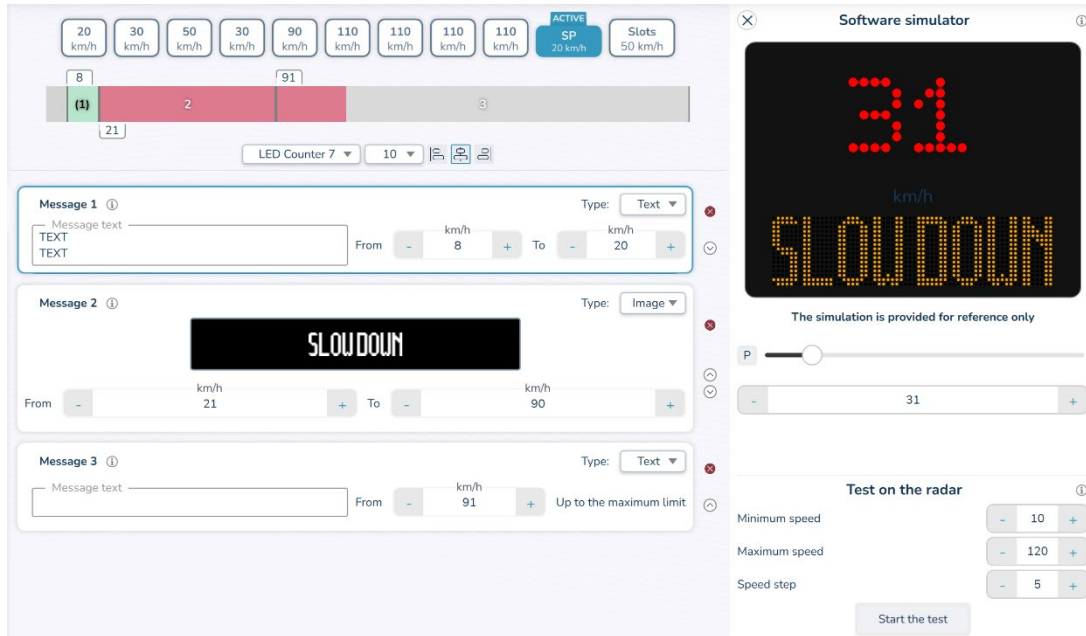 20 km/h
30 km/h
50 km/h
30 km/h
90 km/h
110 km/h
110 km/h
110 km/h
110 km/h
ACTIVE
SP
20 km/h
Slots
50 km/h
8
91
(1)
2
3
21
LED Counter 7
10
Message 1
Type: Text
Message text
TEXT
TEXT
From - 8 + To - 20 +
km/h
km/h
Message 2
Type: Image
SLOW DOWN
km/h
km/h
From - 21 + To - 90 +
Message 3
Type: Text
Message text
km/h
From - 91 + Up to the maximum limit
Software simulator
31
km/h
SLOW DOWN
The simulation is provided for reference only
P
- 31 +
Test on the radar
Minimum speed - 10 +
Maximum speed - 120 +
Speed step - 5 +
Start the test